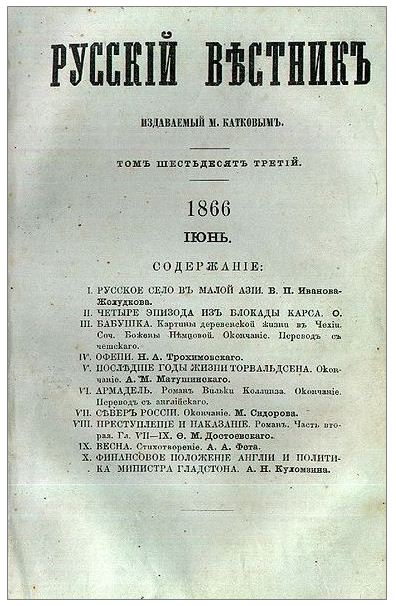 РУССКІЙ ВѢСТНИКЪ
ИЗДАВАЕМЫЙ М. КАТКОВЫМЪ.
ТОМЪ ШЕСТЬДЕСЯТЪ ТРЕТІЙ.
1866
ІЮНЬ.
СОДЕРЖАНІЕ:
I. РУССКОЕ СЕЛО ВЪ МАЛОЙ АЗІИ. В. П. Иванова-
Желудкова.
II. ЧЕТЫРЕ ЭПИЗОДА ИЗЪ БЛОКАДЫ КАРСА. О.
III. БАБУШКА. Картины деревенской жизни въ Чехіи.
Соч. Божены Нѣмцовой. Окончаніе. Переводъ съ
чешскаго.
IV. ОФЕНИ. Н. А. Трохимовскаго.
V. ПОСЛѢДНІЕ ГОДЫ ЖИЗНИ ТОРВАЛЬДСЕНА. Окон-
чаніе. А. М. Матушинскаго.
VI. АРМАДЕЛЬ. Романъ Вильки Коллинза. Окончаніе.
Переводъ съ англійскаго.
VII. СѢВЕРЪ РОССІИ. Окончаніе. М. Сидорова.
VIII. ПРЕСТУПЛЕНІЕ И НАКАЗАНІЕ. Романъ. Часть вто-
рая. Гл. VII—IX. Ѳ. М. Достоевскаго.
IX. ВЕСНА. Стихотвореніе. А. А. Фета.
X. ФИНАНСОВОЕ ПОЛОЖЕНІЕ АНГЛІИ И ПОЛИТИ-
КА МИНИСТРА ГЛАДСТОНА. А. Н. Куломзина.